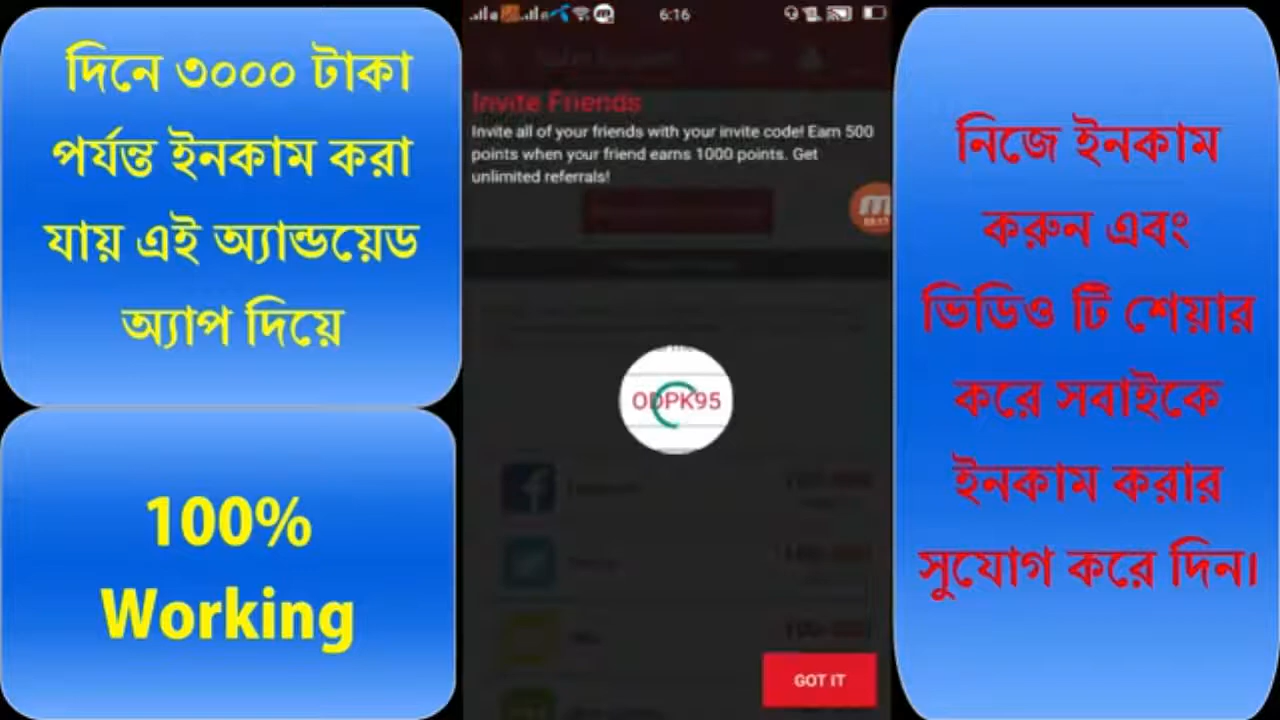 দিনে ৩০০০ টাকা
পর্যন্ত ইনকাম করা
যায় এই অ্যান্ডয়েড
অ্যাপ দিয়ে
100%
Working
6:16
Invite Friends
Invite all of your friends with your invite code! Earn 500
points when your friend earns 1000 points. Get
unlimited referrals!
ODPK95
GOT IT
নিজে ইনকাম
করুন এবং
ভিডিও টি শেয়ার
করে সবাইকে
ইনকাম করার
সুযোগ করে দিন।